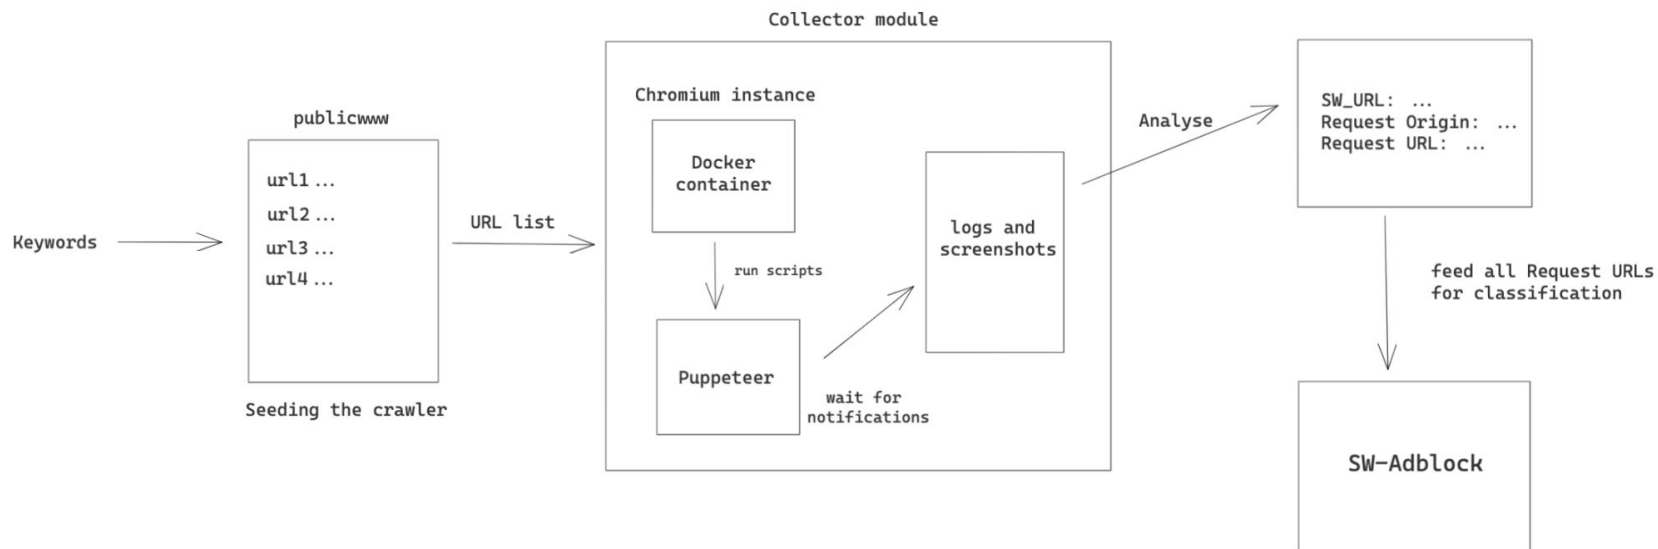 Collector module
publicwww
url1 ...
url2 ...
url3 ...
url4 ...
Keywords
URL list
Seeding the crawler
Chromium instance
Docker
container
run scripts
Puppeteer
wait for
notifications
logs and
screenshots
Analyse
SW_URL: ...
Request Origin: ...
Request URL: ...
feed all Request URLs
for classification
SW-Adblock